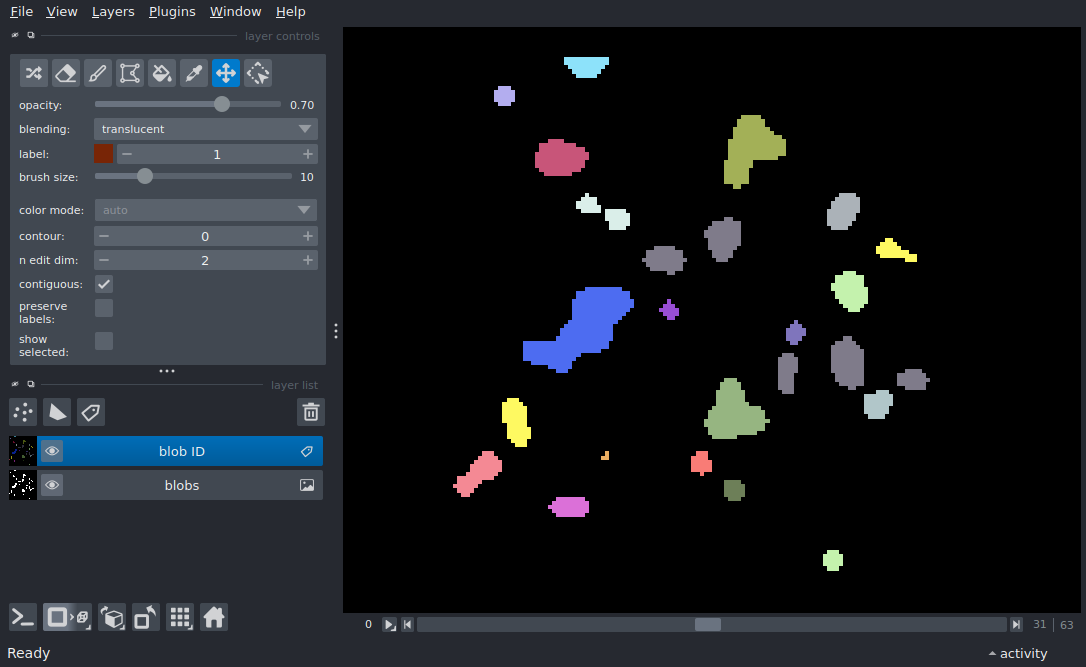 File View Layers Plugins Window Help
layer controls
opacity: 0.70
blending: translucent
label: 1
brush size: 10
color mode: auto
contour: 0
n edit dim: 2
contiguous:
preserve
labels:
show
selected:
layer list
blob ID
blobs
0 31 63
Ready activity